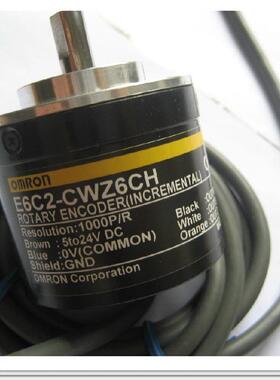 OMRON
E6C2-CWZ6CH
ROTARY ENCODER(INCREMENTAL)
Resolution:1000P/R
Brown :5to24V DC
Blue :0V(COMMON)
Shield:GND
OMRON Corporation
Black :
White :
Orange: